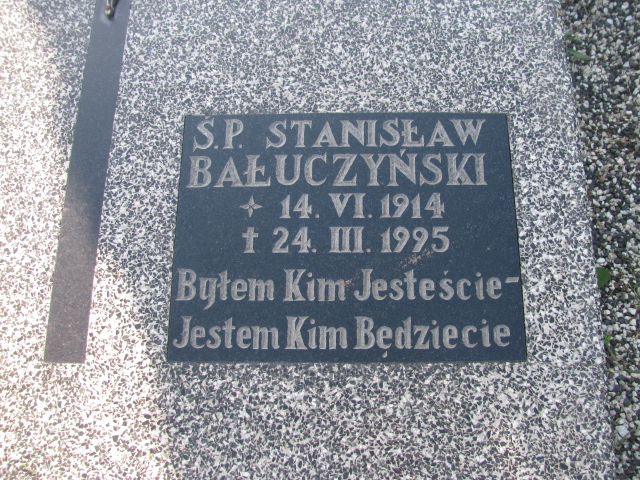 Ś.P. STANISŁAW
BAŁUCZYŃSKI
✦ 14. VI. 1914
✝ 24. III. 1995
Byłem Kim Jesteście-
Jestem Kim Będziecie